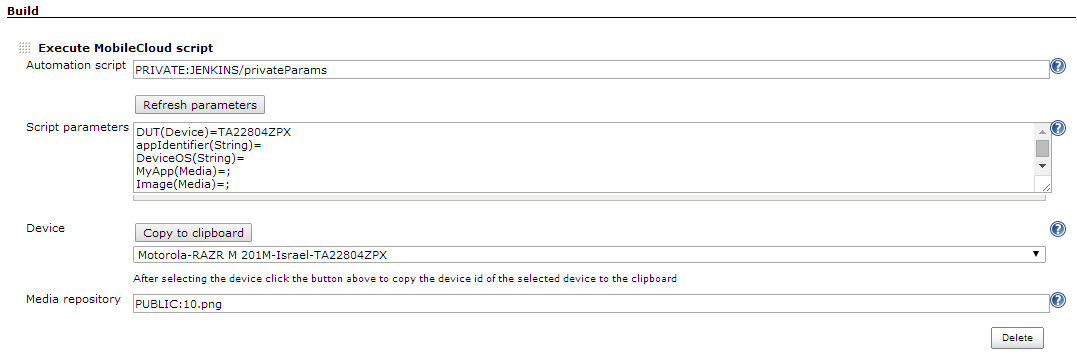 Build
Execute MobileCloud script
Automation script
PRIVATE:JENKINS/privateParams
?
Refresh parameters
Script parameters
DUT(Device)=TA22804ZPX
appIdentifier(String)=
DeviceOS(String)=
MyApp(Media)=;
Image(Media)=;
?
Device
Copy to clipboard
?
Motorola-RAZR M 201M-Israel-TA22804ZPX
After selecting the device click the button above to copy the device id of the selected device to the clipboard
Media repository
PUBLIC:10.png
?
Delete